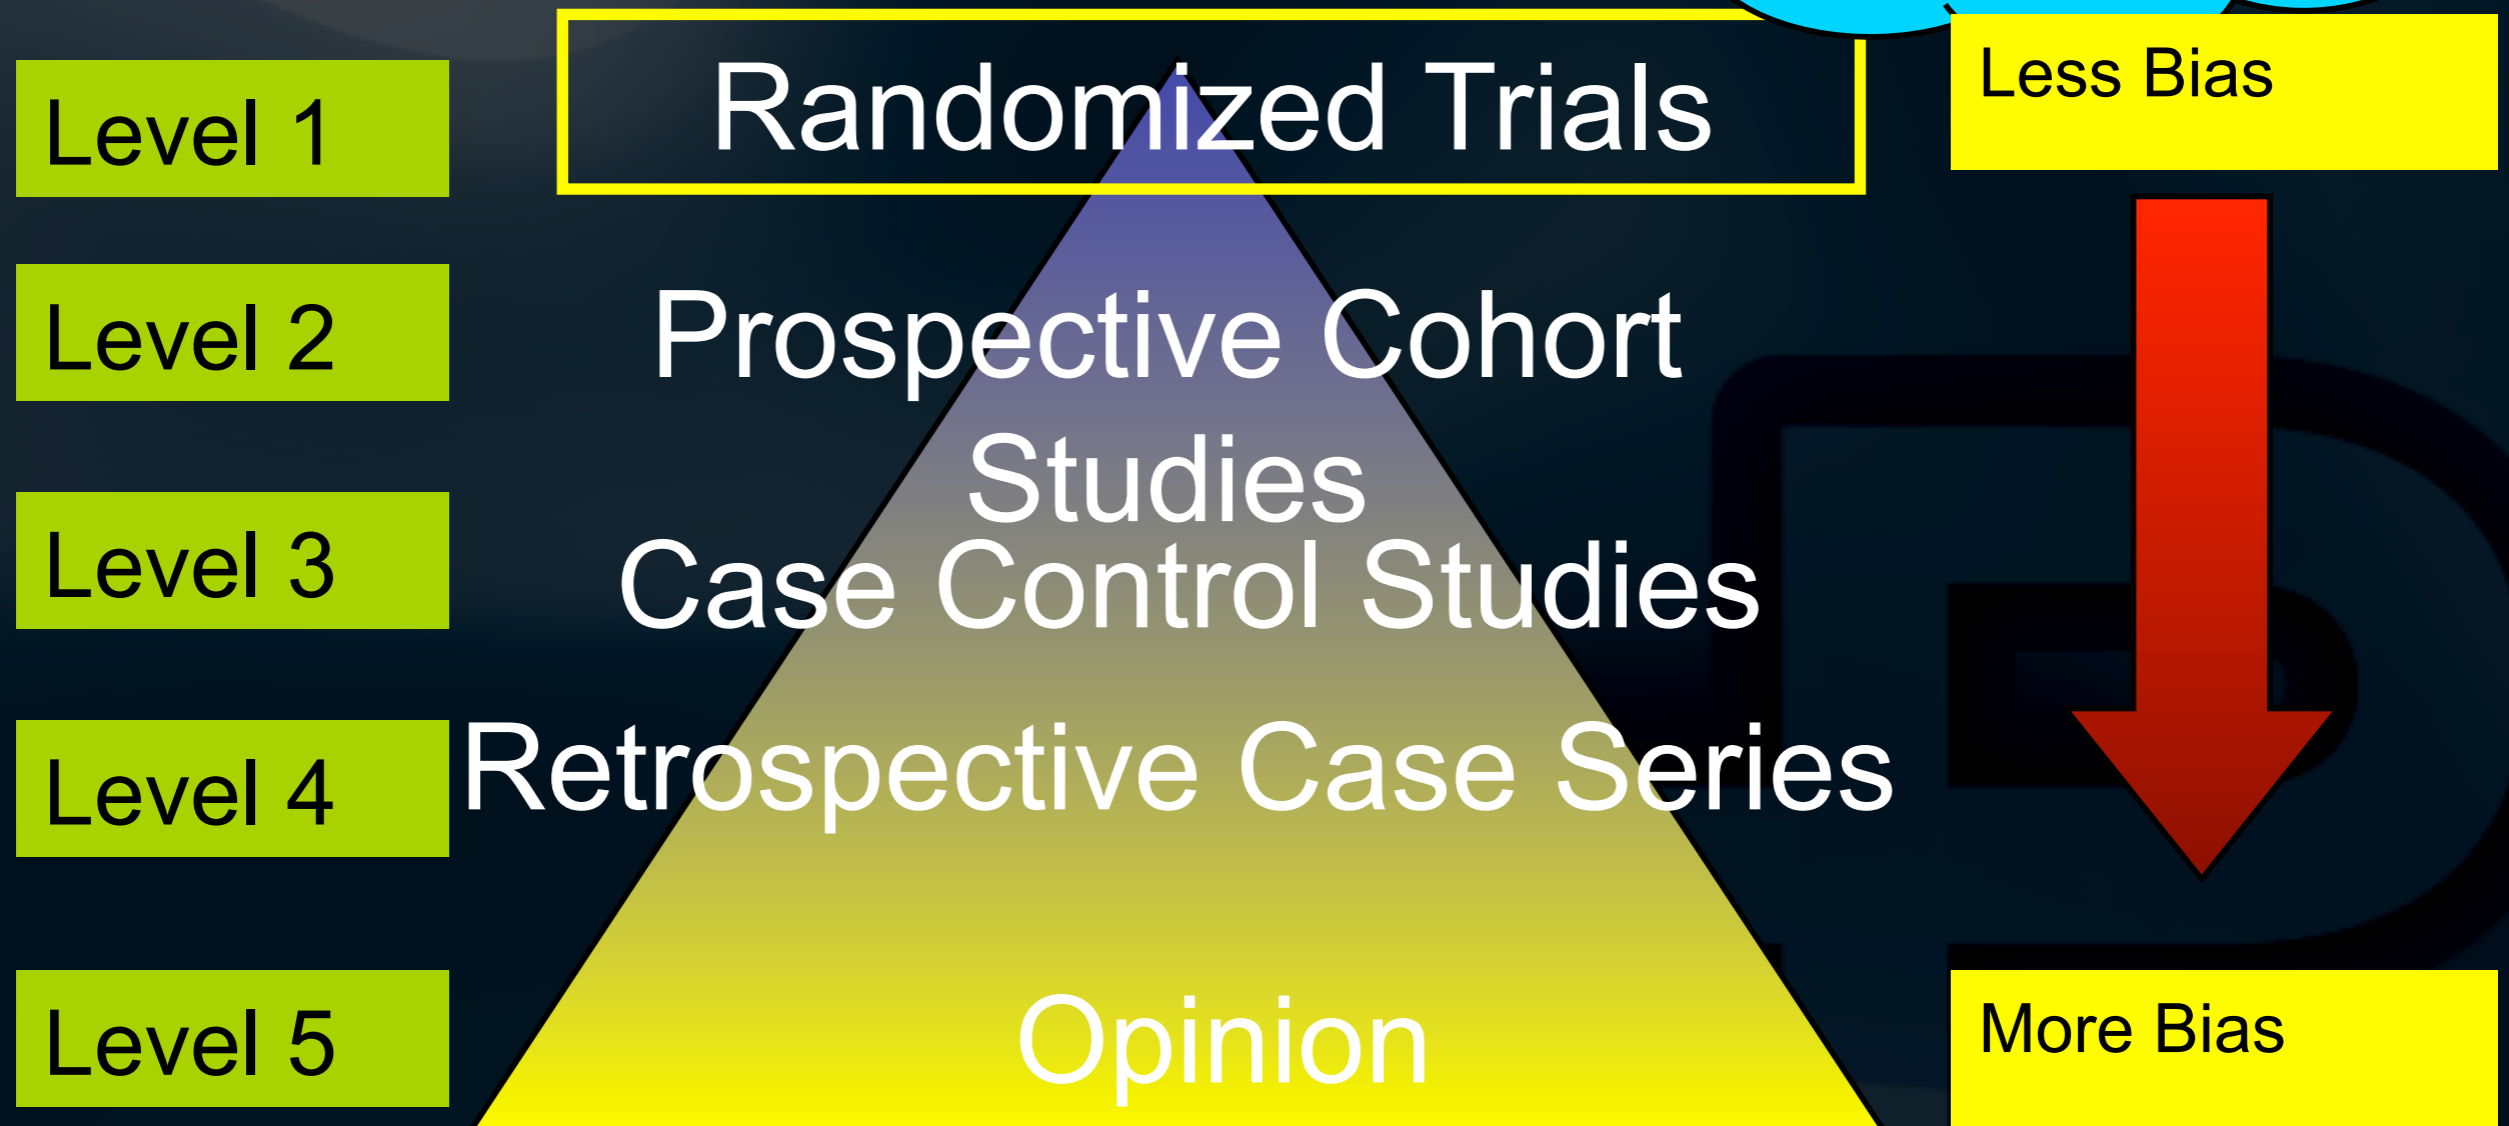 Level 1
Randomized Trials
Less Bias
Level 2
Prospective Cohort
Studies
Level 3
Case Control Studies
Level 4
Retrospective Case Series
Level 5
Opinion
More Bias